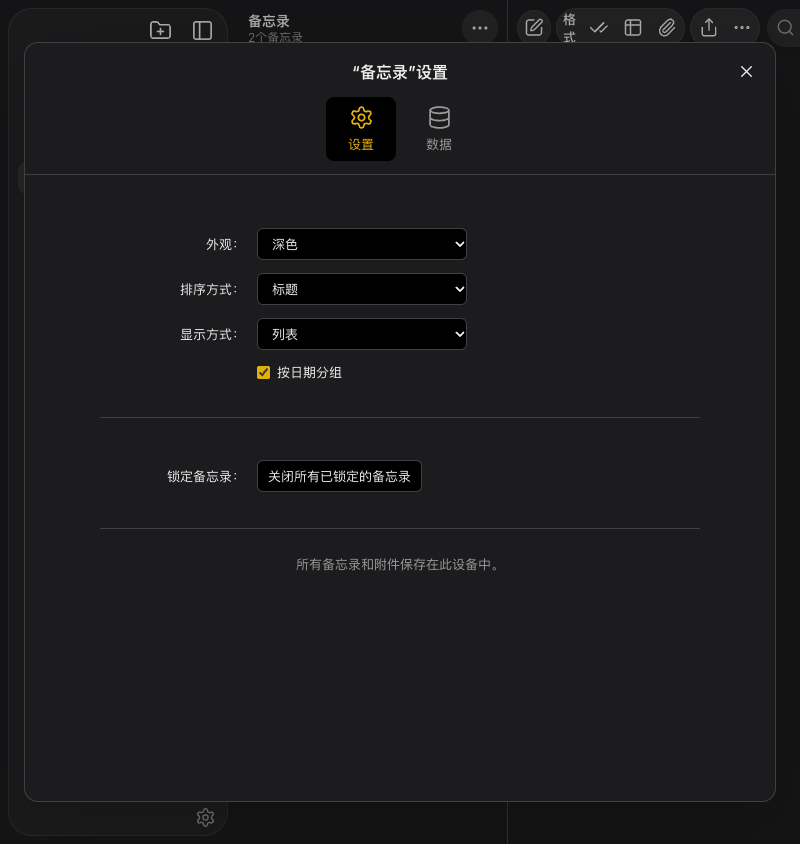 备忘录
2个备忘录
格
式
“备忘录”设置
设置
数据
外观：
深色
排序方式：
标题
显示方式：
列表
按日期分组
锁定备忘录：
关闭所有已锁定的备忘录
所有备忘录和附件保存在此设备中。